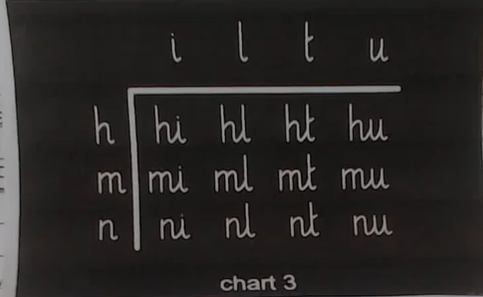 i l t u
h hi hl ht hu
m mi ml mt mu
n ni nl nt nu
chart 3